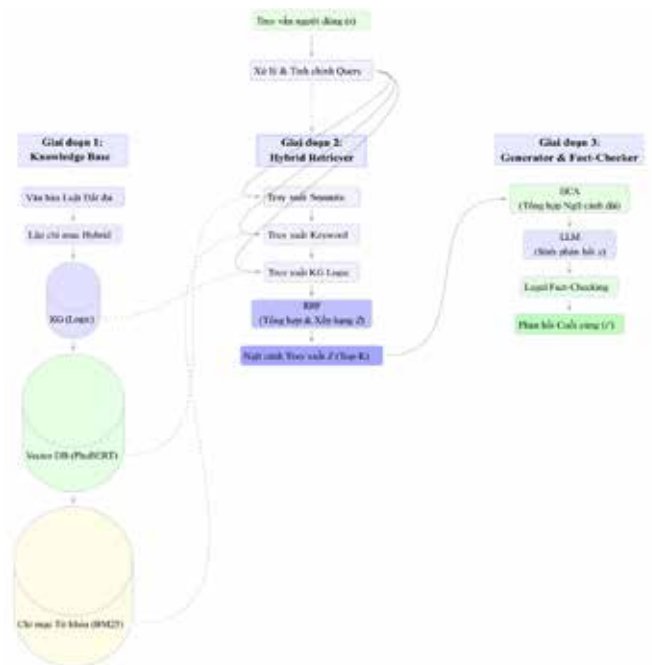 Truy vấn người dùng (x)
Xử lý & Tinh chỉnh Query
Giai đoạn 1:
Knowledge Base
Văn bản Luật Đất đai
Lập chỉ mục Hybrid
KG (Logic)
Vector DB (PhoBERT)
Chỉ mục Từ khóa (BM25)
Giai đoạn 2:
Hybrid Retriever
Truy xuất Semantic
Truy xuất Keyword
Truy xuất KG Logic
RRF
(Tổng hợp & Xếp hạng Z)
Ngữ cảnh Truy xuất Z (Top-K)
Giai đoạn 3:
Generator & Fact-Checker
(Tổng hợp Ngữ cảnh dài)
LLM
(Sinh phản hồi y)
Legal Fact-Checking
Phản hồi Cuối cùng (y')